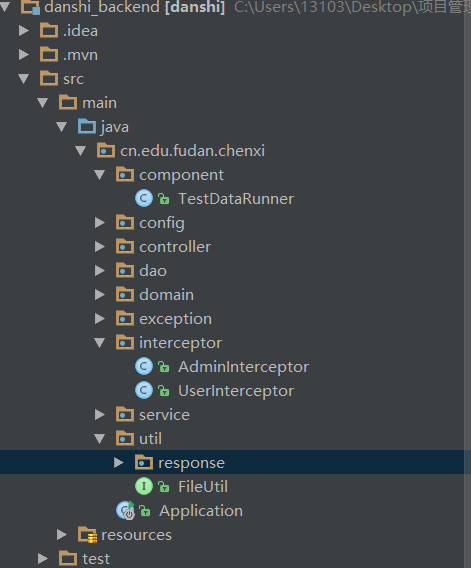 danshi_backend [danshi] C:\Users\13103\Desktop\项目管理
.idea
.mvn
src
main
java
cn.edu.fudan.chenxi
component
C TestDataRunner
config
controller
dao
domain
exception
interceptor
C AdminInterceptor
C UserInterceptor
service
util
response
I FileUtil
C Application
resources
test